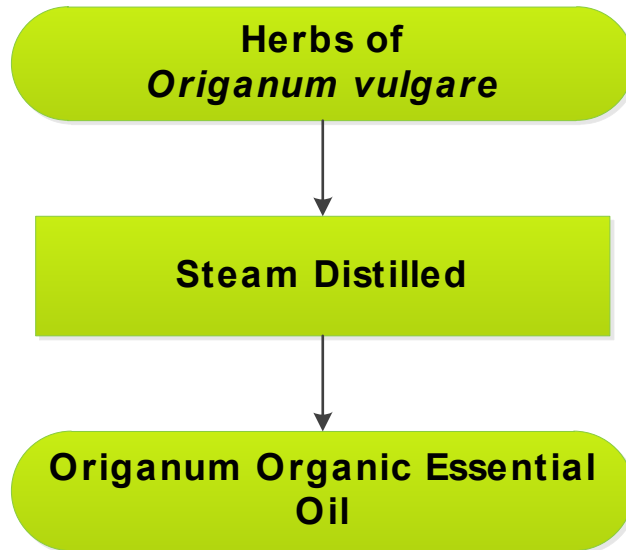 Herbs of
Origanum vulgare
Steam Distilled
Origanum Organic Essential
Oil